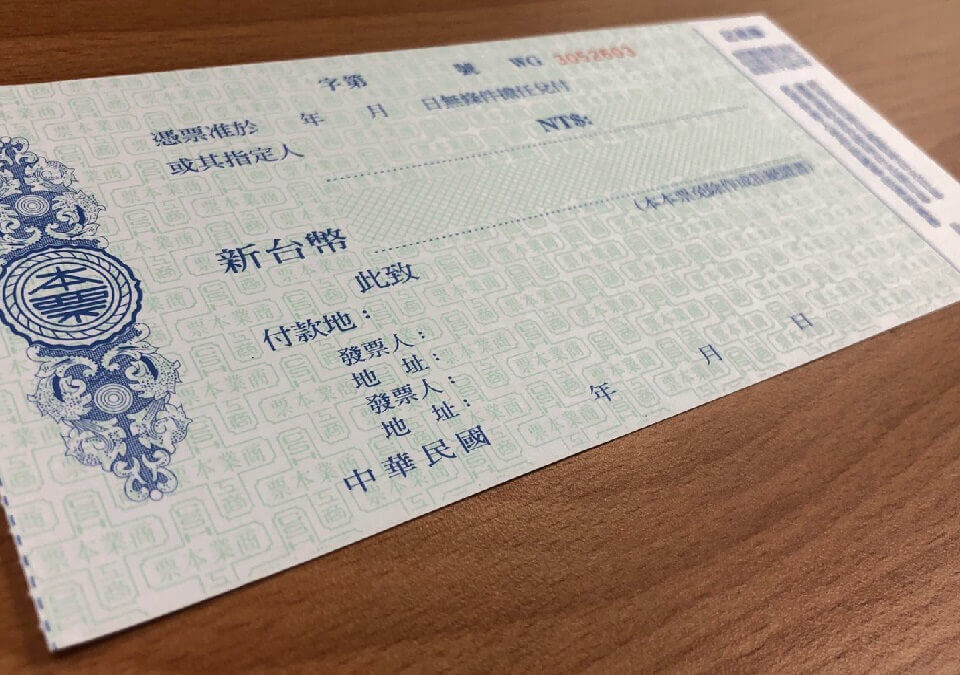 字第 號 WG 3052603
憑票准於 年 月 日無條件擔任兌付
或其指定人 NT$:
(本本票免除作成拒絕證書)
新台幣
此致
付款地：
發票人：
地 址：
發票人：
地 址：
中華民國 年 月 日
本票